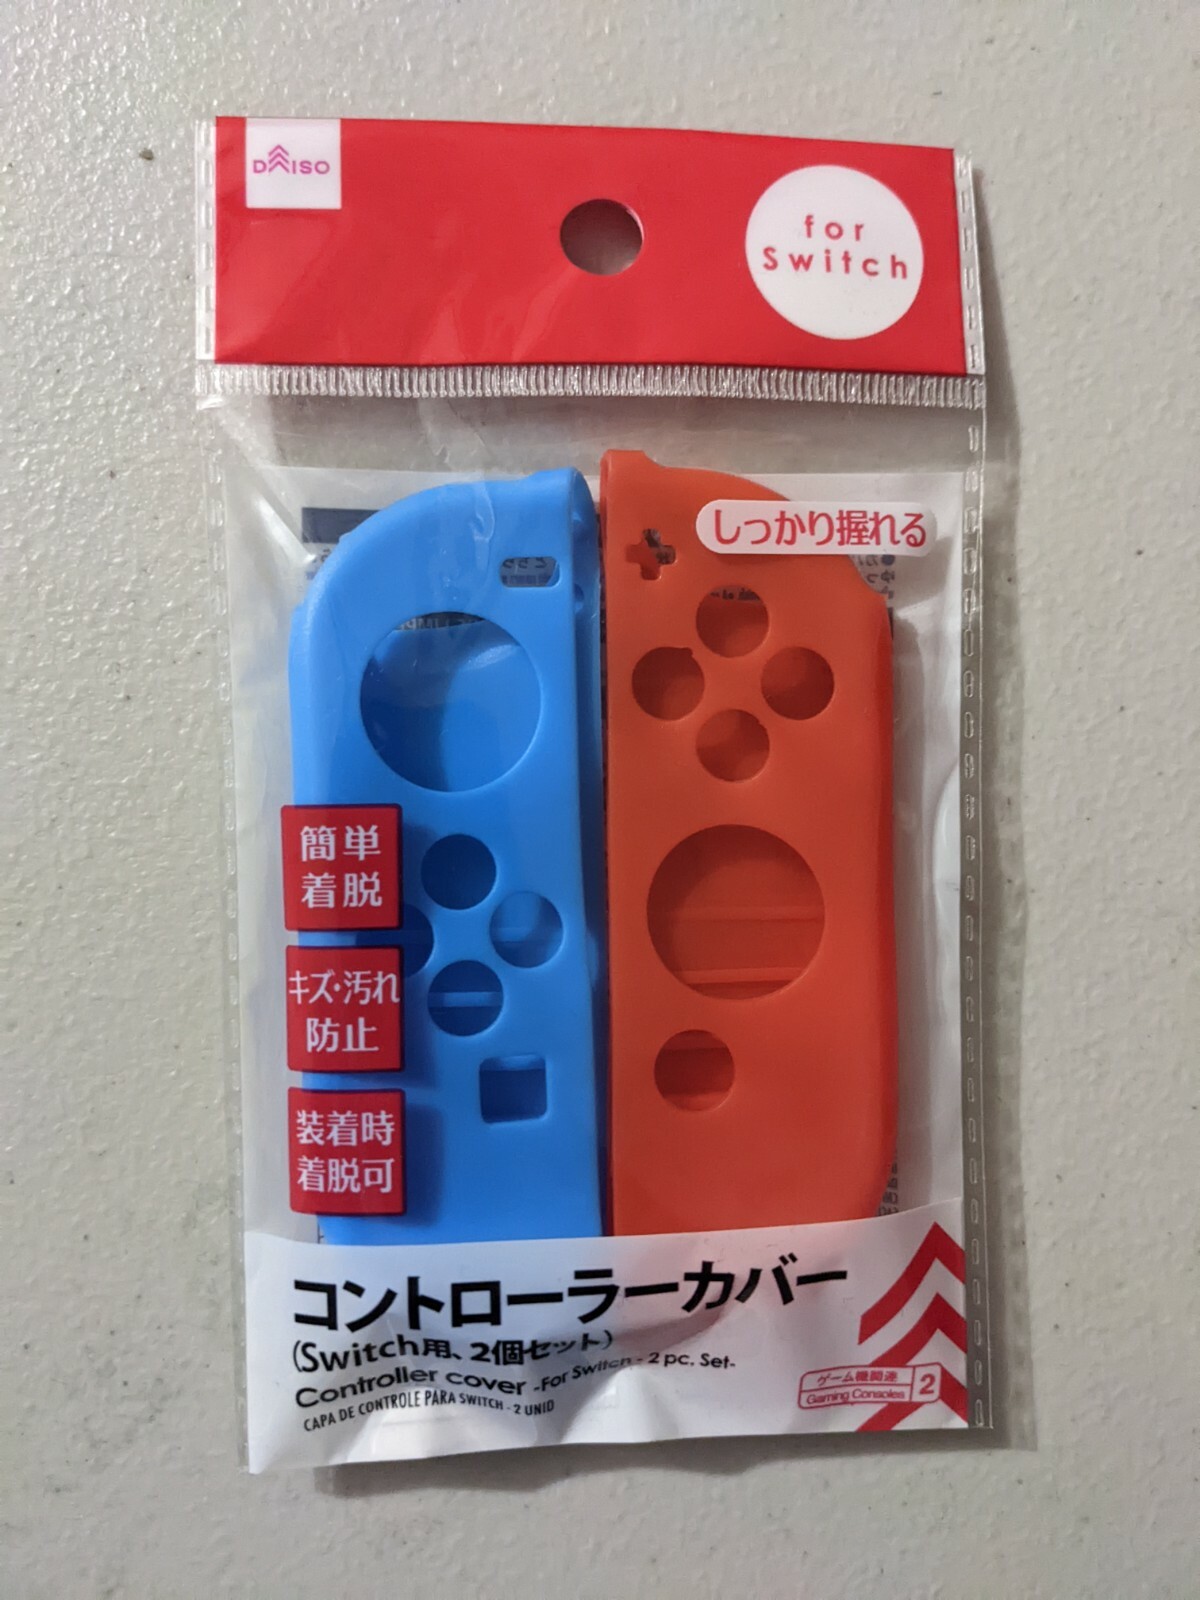 DAISO
for
Switch
しっかり握れる
簡単
着脱
キズ・汚れ
防止
装着時
着脱可
コントローラーカバー
(Switch用、2個セット)
Controller cover -For Switch - 2 pc. Set-
CAPA DE CONTROLE PARA SWITCH - 2 UNID
ゲーム機関連
Gaming Consoles
2